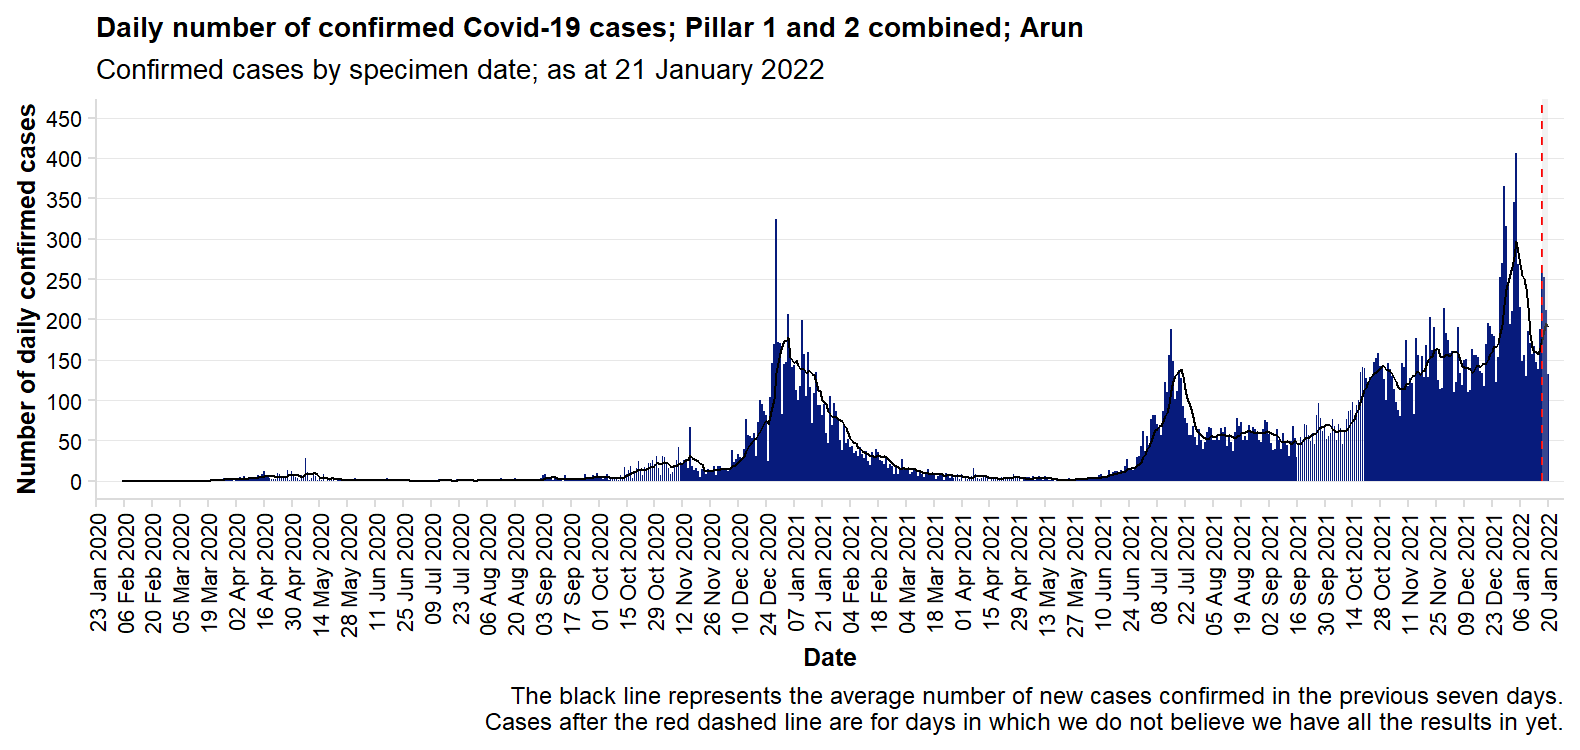 Daily number of confirmed Covid-19 cases; Pillar 1 and 2 combined; Arun
Confirmed cases by specimen date; as at 21 January 2022
Number of daily confirmed cases
450
400
350
300
250
200
150
100
50
0
23 Jan 2020
06 Feb 2020
20 Feb 2020
05 Mar 2020
19 Mar 2020
02 Apr 2020
16 Apr 2020
30 Apr 2020
14 May 2020
28 May 2020
11 Jun 2020
25 Jun 2020
09 Jul 2020
23 Jul 2020
06 Aug 2020
20 Aug 2020
03 Sep 2020
17 Sep 2020
01 Oct 2020
15 Oct 2020
29 Oct 2020
12 Nov 2020
26 Nov 2020
10 Dec 2020
24 Dec 2020
07 Jan 2021
21 Jan 2021
04 Feb 2021
18 Feb 2021
04 Mar 2021
18 Mar 2021
01 Apr 2021
15 Apr 2021
29 Apr 2021
13 May 2021
27 May 2021
10 Jun 2021
24 Jun 2021
08 Jul 2021
22 Jul 2021
05 Aug 2021
19 Aug 2021
02 Sep 2021
16 Sep 2021
30 Sep 2021
14 Oct 2021
28 Oct 2021
11 Nov 2021
25 Nov 2021
09 Dec 2021
23 Dec 2021
06 Jan 2022
20 Jan 2022
Date
The black line represents the average number of new cases confirmed in the previous seven days.
Cases after the red dashed line are for days in which we do not believe we have all the results in yet.